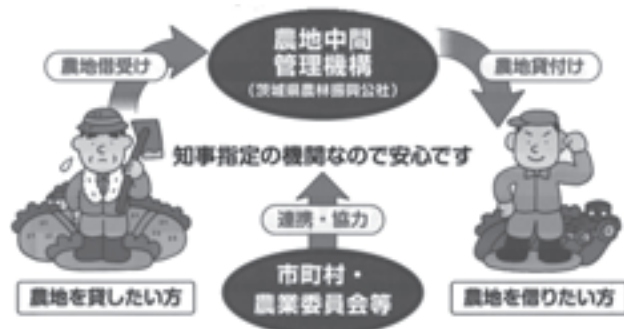 農地中間
管理機構
（茨城県農林振興公社）
農地借受け
農地貸付け
知事指定の機関なので安心です
連携・協力
市町村・
農業委員会等
農地を貸したい方
農地を借りたい方